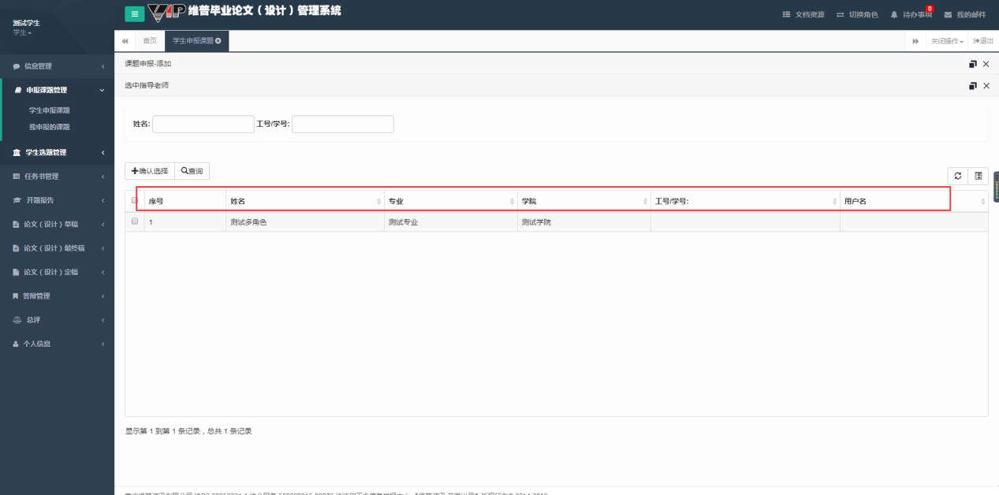 测试学生
学生
VIP 维普毕业论文（设计）管理系统
文档资源 切换角色 待办事项 0 我的邮件
首页 学生申报课题 关闭操作 退出
信息管理
申报课题管理
学生申报课题
我申报的课题
学生选题管理
任务书管理
开题报告
论文（设计）草稿
论文（设计）最终稿
论文（设计）定稿
答辩管理
总评
个人信息
课题申报-添加
选中指导老师
姓名: 工号/学号:
确认选择 查询
序号 姓名 专业 学院 工号/学号: 用户名
1 测试多角色 测试专业 测试学院
显示第 1 到第 1 条记录，总共 1 条记录